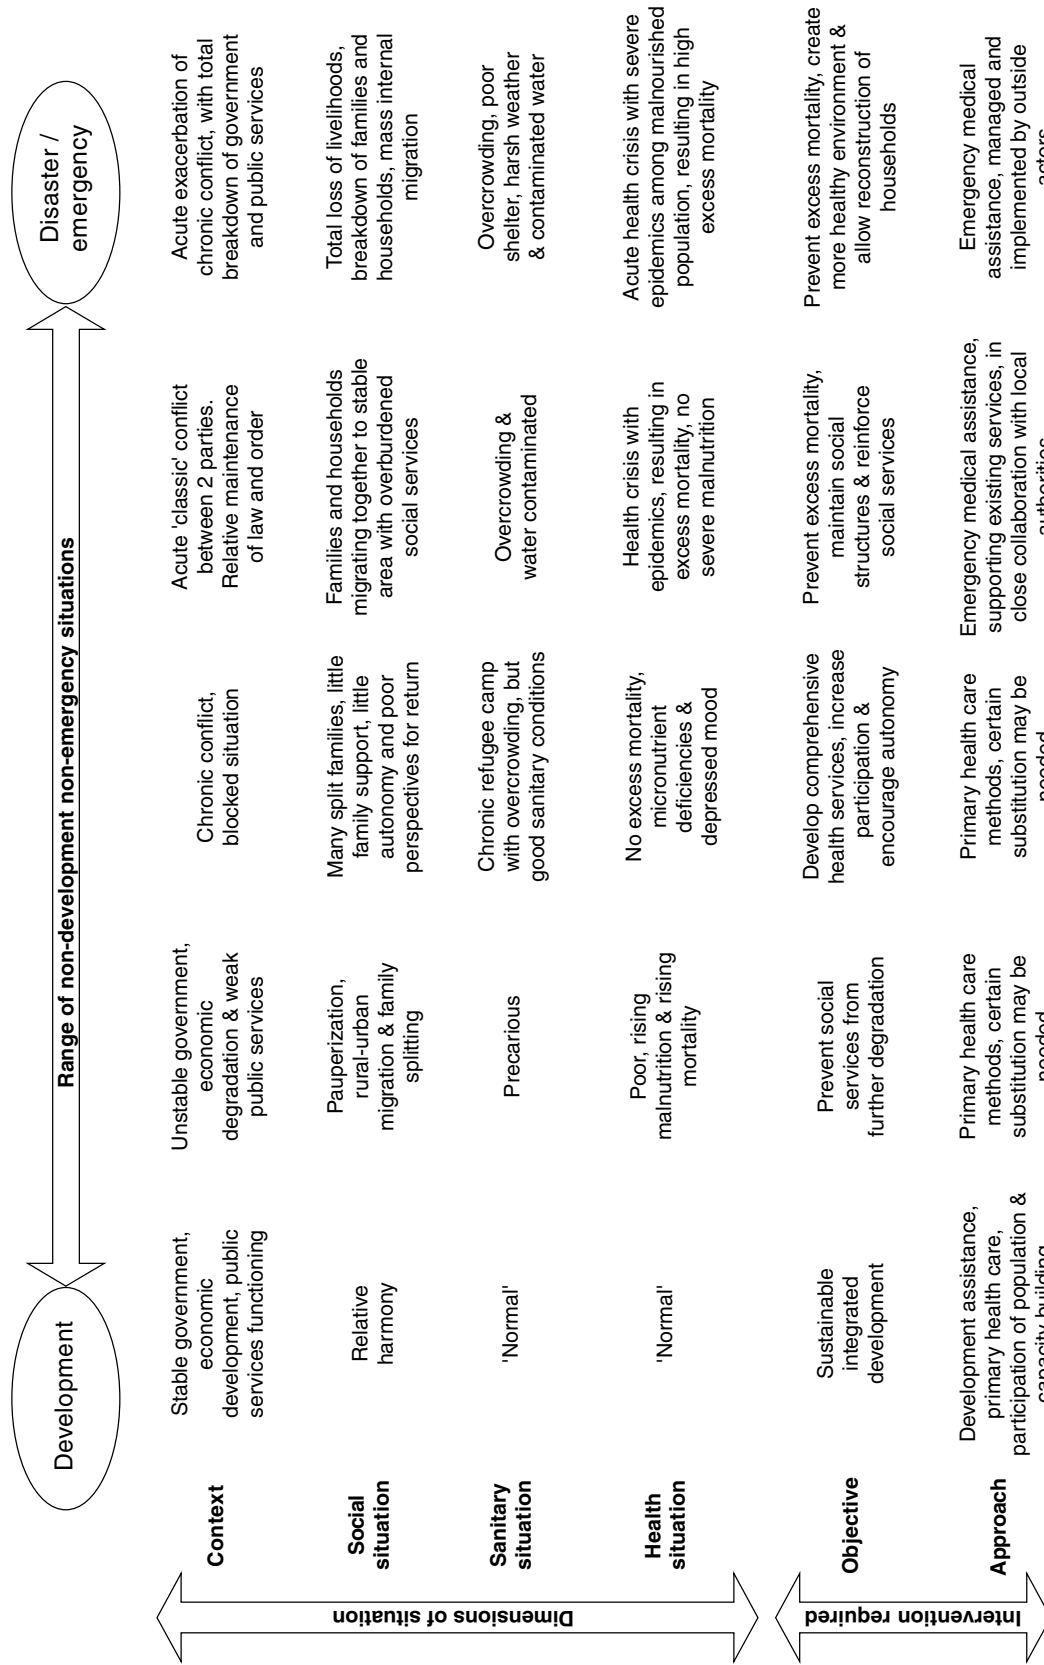 Development
Disaster /
emergency
Range of non-development non-emergency situations
Dimensions of situation
Context
Stable government,
economic
development, public
services functioning
Unstable government,
economic
degradation & weak
public services
Chronic conflict,
blocked situation
Acute 'classic' conflict
between 2 parties.
Relative maintenance
of law and order
Acute exacerbation of
chronic conflict, with total
breakdown of government
and public services
Social
situation
Relative
harmony
Pauperization,
rural-urban
migration & family
splitting
Many split families, little
family support, little
autonomy and poor
perspectives for return
Families and households
migrating together to stable
area with overburdened
social services
Total loss of livelihoods,
breakdown of families and
households, mass internal
migration
Sanitary
situation
'Normal'
Precarious
Chronic refugee camp
with overcrowding, but
good sanitary conditions
Overcrowding &
water contaminated
Overcrowding, poor
shelter, harsh weather
& contaminated water
Health
situation
'Normal'
Poor, rising
malnutrition & rising
mortality
No excess mortality,
micronutrient
deficiencies &
depressed mood
Health crisis with
epidemics, resulting in
excess mortality, no
severe malnutrition
Acute health crisis with severe
epidemics among malnourished
population, resulting in high
excess mortality
Intervention required
Objective
Sustainable
integrated
development
Prevent social
services from
further degradation
Develop comprehensive
health services, increase
participation &
encourage autonomy
Prevent excess mortality,
maintain social
structures & reinforce
social services
Prevent excess mortality, create
more healthy environment &
allow reconstruction of
households
Approach
Development assistance,
primary health care,
participation of population &
capacity building
Primary health care
methods, certain
substitution may be
needed
Primary health care
methods, certain
substitution may be
needed
Emergency medical assistance,
supporting existing services, in
close collaboration with local
authorities
Emergency medical
assistance, managed and
implemented by outside
actors